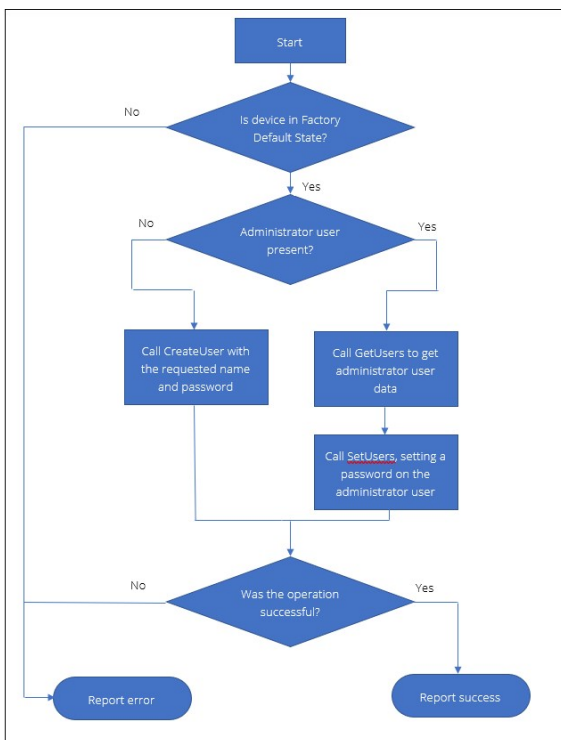 Start
No
Is device in Factory
Default State?
Yes
No
Administrator user
present?
Yes
Call CreateUser with
the requested name
and password
Call GetUsers to get
administrator user
data
Call SetUsers, setting a
password on the
administrator user
No
Was the operation
successful?
Yes
Report error
Report success